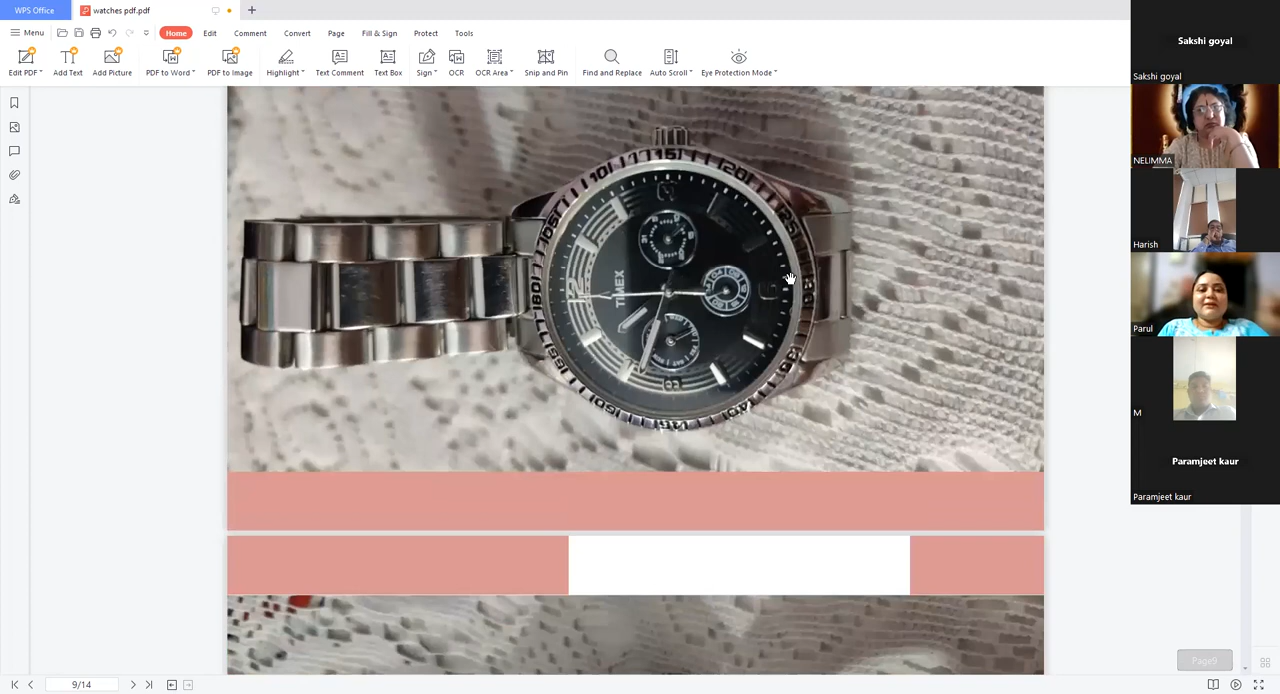 WPS Office
watches pdf.pdf
Menu
Home
Edit
Comment
Convert
Page
Fill & Sign
Protect
Tools
Edit PDF
Add Text
Add Picture
PDF to Word
PDF to Image
Highlight
Text Comment
Text Box
Sign
OCR
OCR Area
Snip and Pin
Find and Replace
Auto Scroll
Eye Protection Mode
TIMEX
12
Sakshi goyal
Sakshi goyal
NELIMMA
Harish
Parul
M
Paramjeet kaur
Paramjeet kaur
Page9
9/14